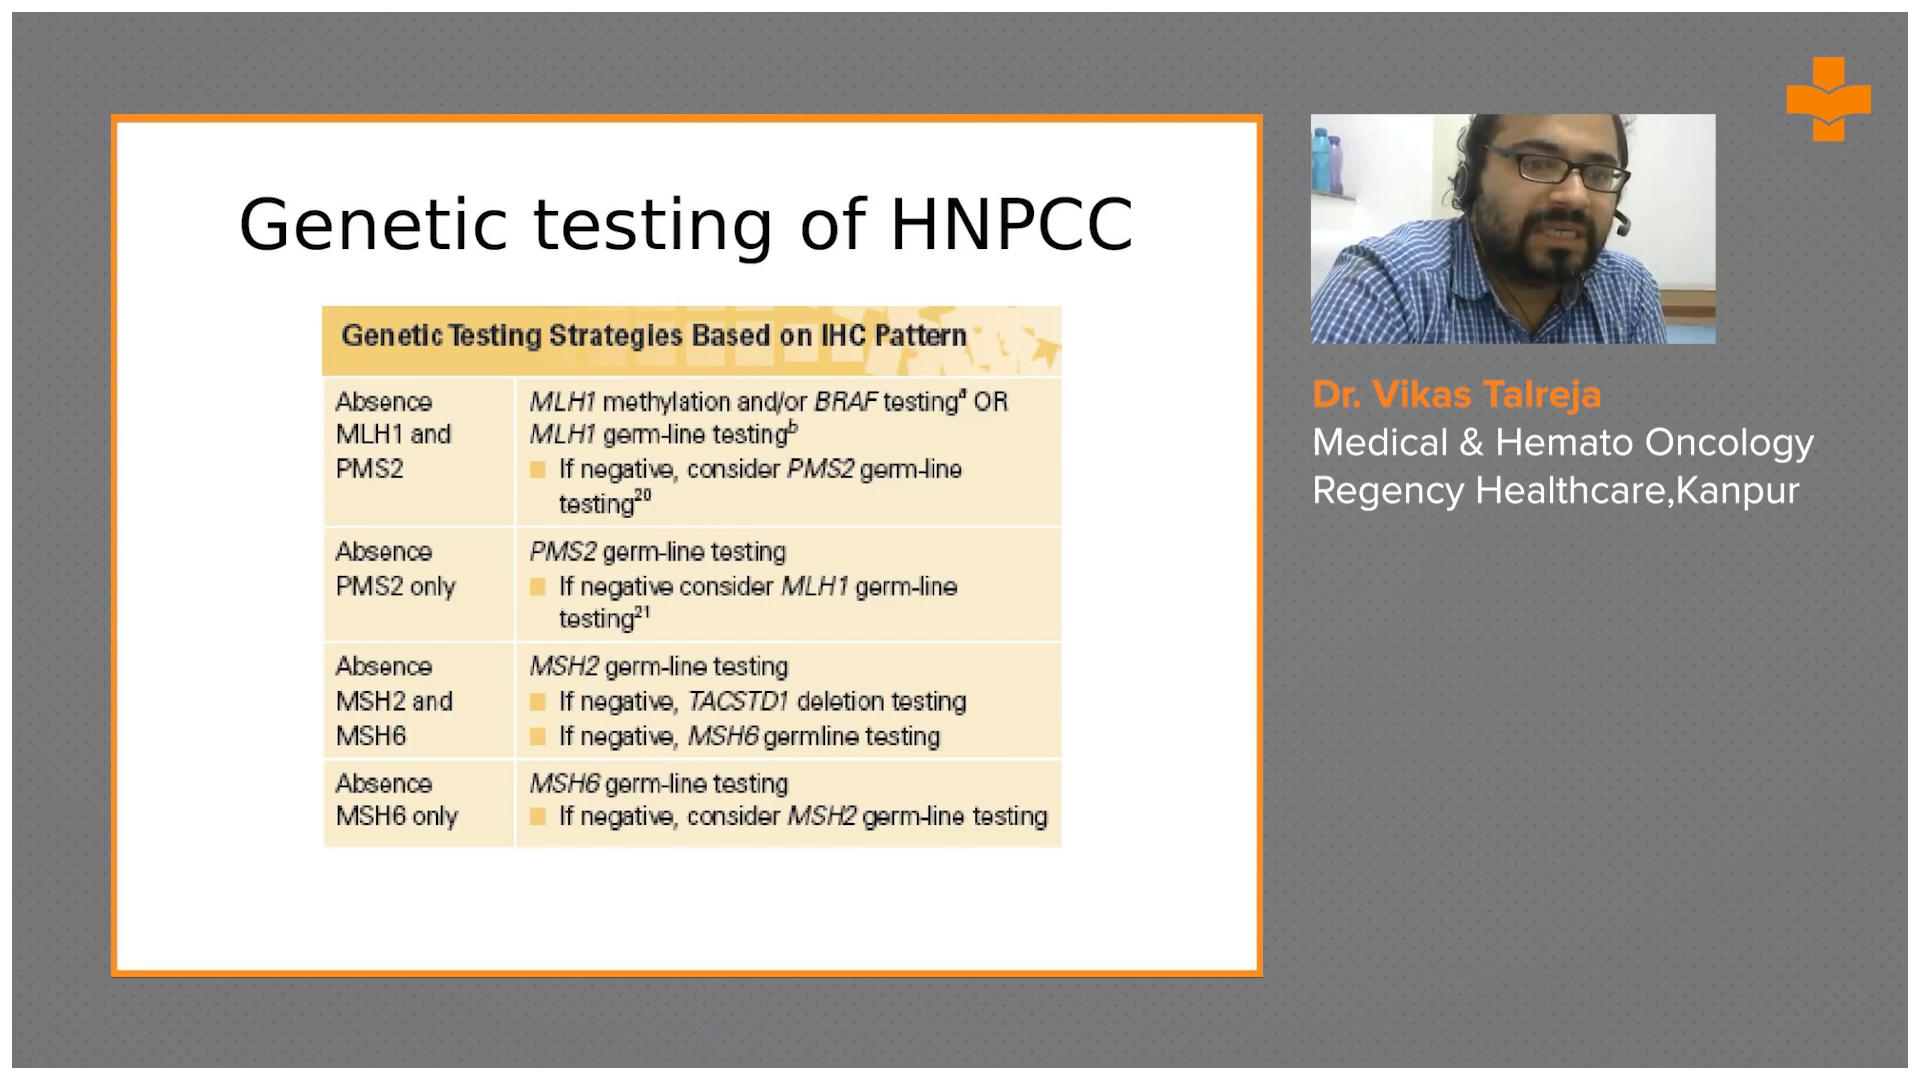 Genetic testing of HNPCC
Genetic Testing Strategies Based on IHC Pattern
Absence
MLH1 and
PMS2
MLH1 methylation and/or BRAF testingᵃ OR
MLH1 germ-line testingᵇ
If negative, consider PMS2 germ-line
testing²⁰
Absence
PMS2 only
PMS2 germ-line testing
If negative consider MLH1 germ-line
testing²¹
Absence
MSH2 and
MSH6
MSH2 germ-line testing
If negative, TACSTD1 deletion testing
If negative, MSH6 germline testing
Absence
MSH6 only
MSH6 germ-line testing
If negative, consider MSH2 germ-line testing
Dr. Vikas Talreja
Medical & Hemato Oncology
Regency Healthcare,Kanpur